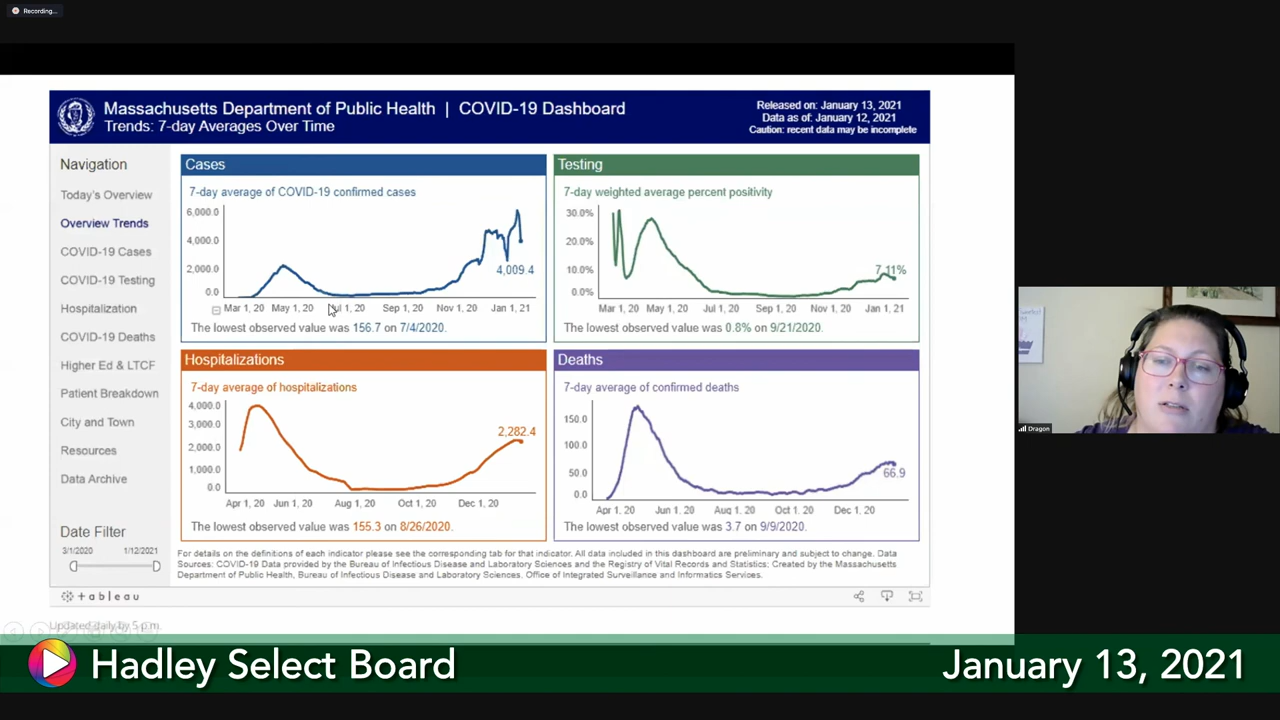 Recording...
Massachusetts Department of Public Health | COVID-19 Dashboard
Trends: 7-day Averages Over Time
Released on: January 13, 2021
Data as of: January 12, 2021
Caution: recent data may be incomplete
Navigation
Today's Overview
Overview Trends
COVID-19 Cases
COVID-19 Testing
Hospitalization
COVID-19 Deaths
Higher Ed & LTCF
Patient Breakdown
City and Town
Resources
Data Archive
Date Filter
3/1/2020 1/12/2021
Cases
7-day average of COVID-19 confirmed cases
6,000.0
4,000.0
2,000.0
0.0
4,009.4
Mar 1, 20 May 1, 20 Jul 1, 20 Sep 1, 20 Nov 1, 20 Jan 1, 21
The lowest observed value was 156.7 on 7/4/2020.
Testing
7-day weighted average percent positivity
30.0%
20.0%
10.0%
0.0%
7.11%
Mar 1, 20 May 1, 20 Jul 1, 20 Sep 1, 20 Nov 1, 20 Jan 1, 21
The lowest observed value was 0.8% on 9/21/2020.
Hospitalizations
7-day average of hospitalizations
4,000.0
3,000.0
2,000.0
1,000.0
0.0
2,282.4
Apr 1, 20 Jun 1, 20 Aug 1, 20 Oct 1, 20 Dec 1, 20
The lowest observed value was 155.3 on 8/26/2020.
Deaths
7-day average of confirmed deaths
150.0
100.0
50.0
0.0
66.9
Apr 1, 20 Jun 1, 20 Aug 1, 20 Oct 1, 20 Dec 1, 20
The lowest observed value was 3.7 on 9/9/2020.
For details on the definitions of each indicator please see the corresponding tab for that indicator. All data included in this dashboard are preliminary and subject to change. Data
Sources: COVID-19 Data provided by the Bureau of Infectious Disease and Laboratory Sciences and the Registry of Vital Records and Statistics; Created by the Massachusetts
Department of Public Health, Bureau of Infectious Disease and Laboratory Sciences, Office of Integrated Surveillance and Informatics Services.
+ a b l e a u
Updated daily by 5 p.m.
Dragon
Hadley Select Board
January 13, 2021